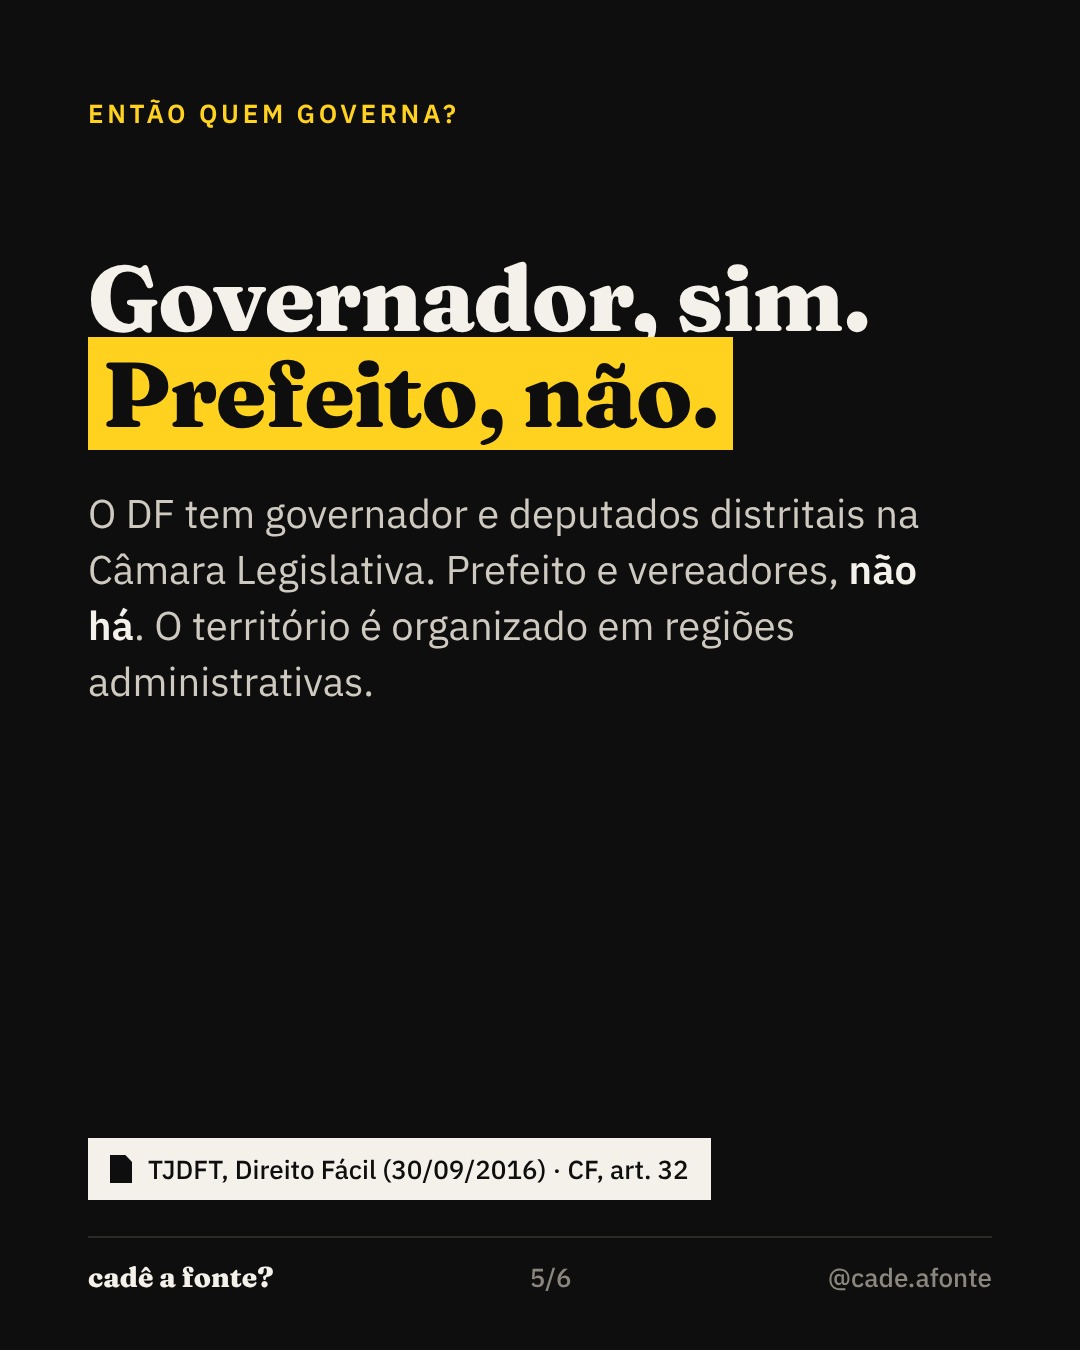 ENTÃO QUEM GOVERNA?
Governador, sim.
Prefeito, não.
O DF tem governador e deputados distritais na
Câmara Legislativa. Prefeito e vereadores, não
há. O território é organizado em regiões
administrativas.
TJDFT, Direito Fácil (30/09/2016) · CF, art. 32
cadê a fonte?
5/6
@cade.afonte